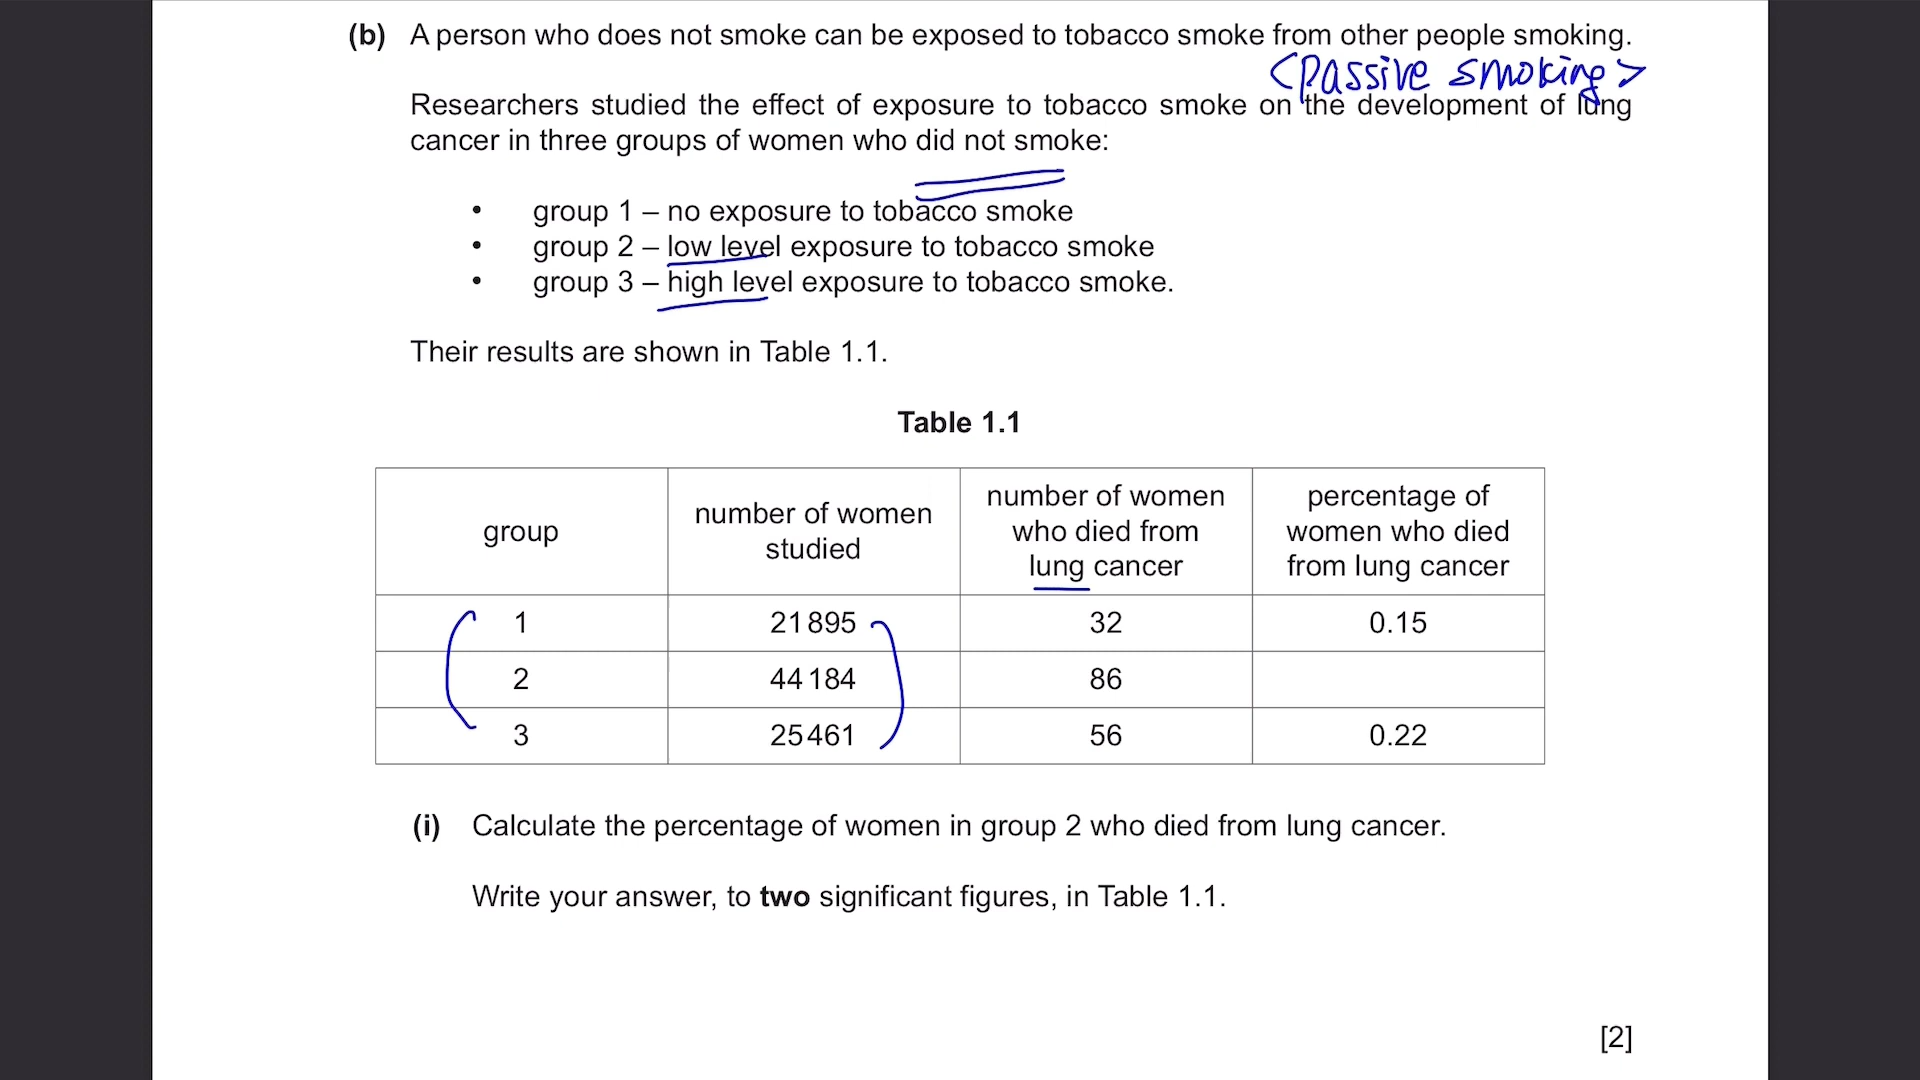 (b) A person who does not smoke can be exposed to tobacco smoke from other people smoking.
<passive smoking>
Researchers studied the effect of exposure to tobacco smoke on the development of lung
cancer in three groups of women who did not smoke:
• group 1 – no exposure to tobacco smoke
• group 2 – low level exposure to tobacco smoke
• group 3 – high level exposure to tobacco smoke.
Their results are shown in Table 1.1.
Table 1.1
group | number of women studied | number of women who died from lung cancer | percentage of women who died from lung cancer
1 | 21 895 | 32 | 0.15
2 | 44 184 | 86 |
3 | 25 461 | 56 | 0.22
(i) Calculate the percentage of women in group 2 who died from lung cancer.
Write your answer, to two significant figures, in Table 1.1.
[2]